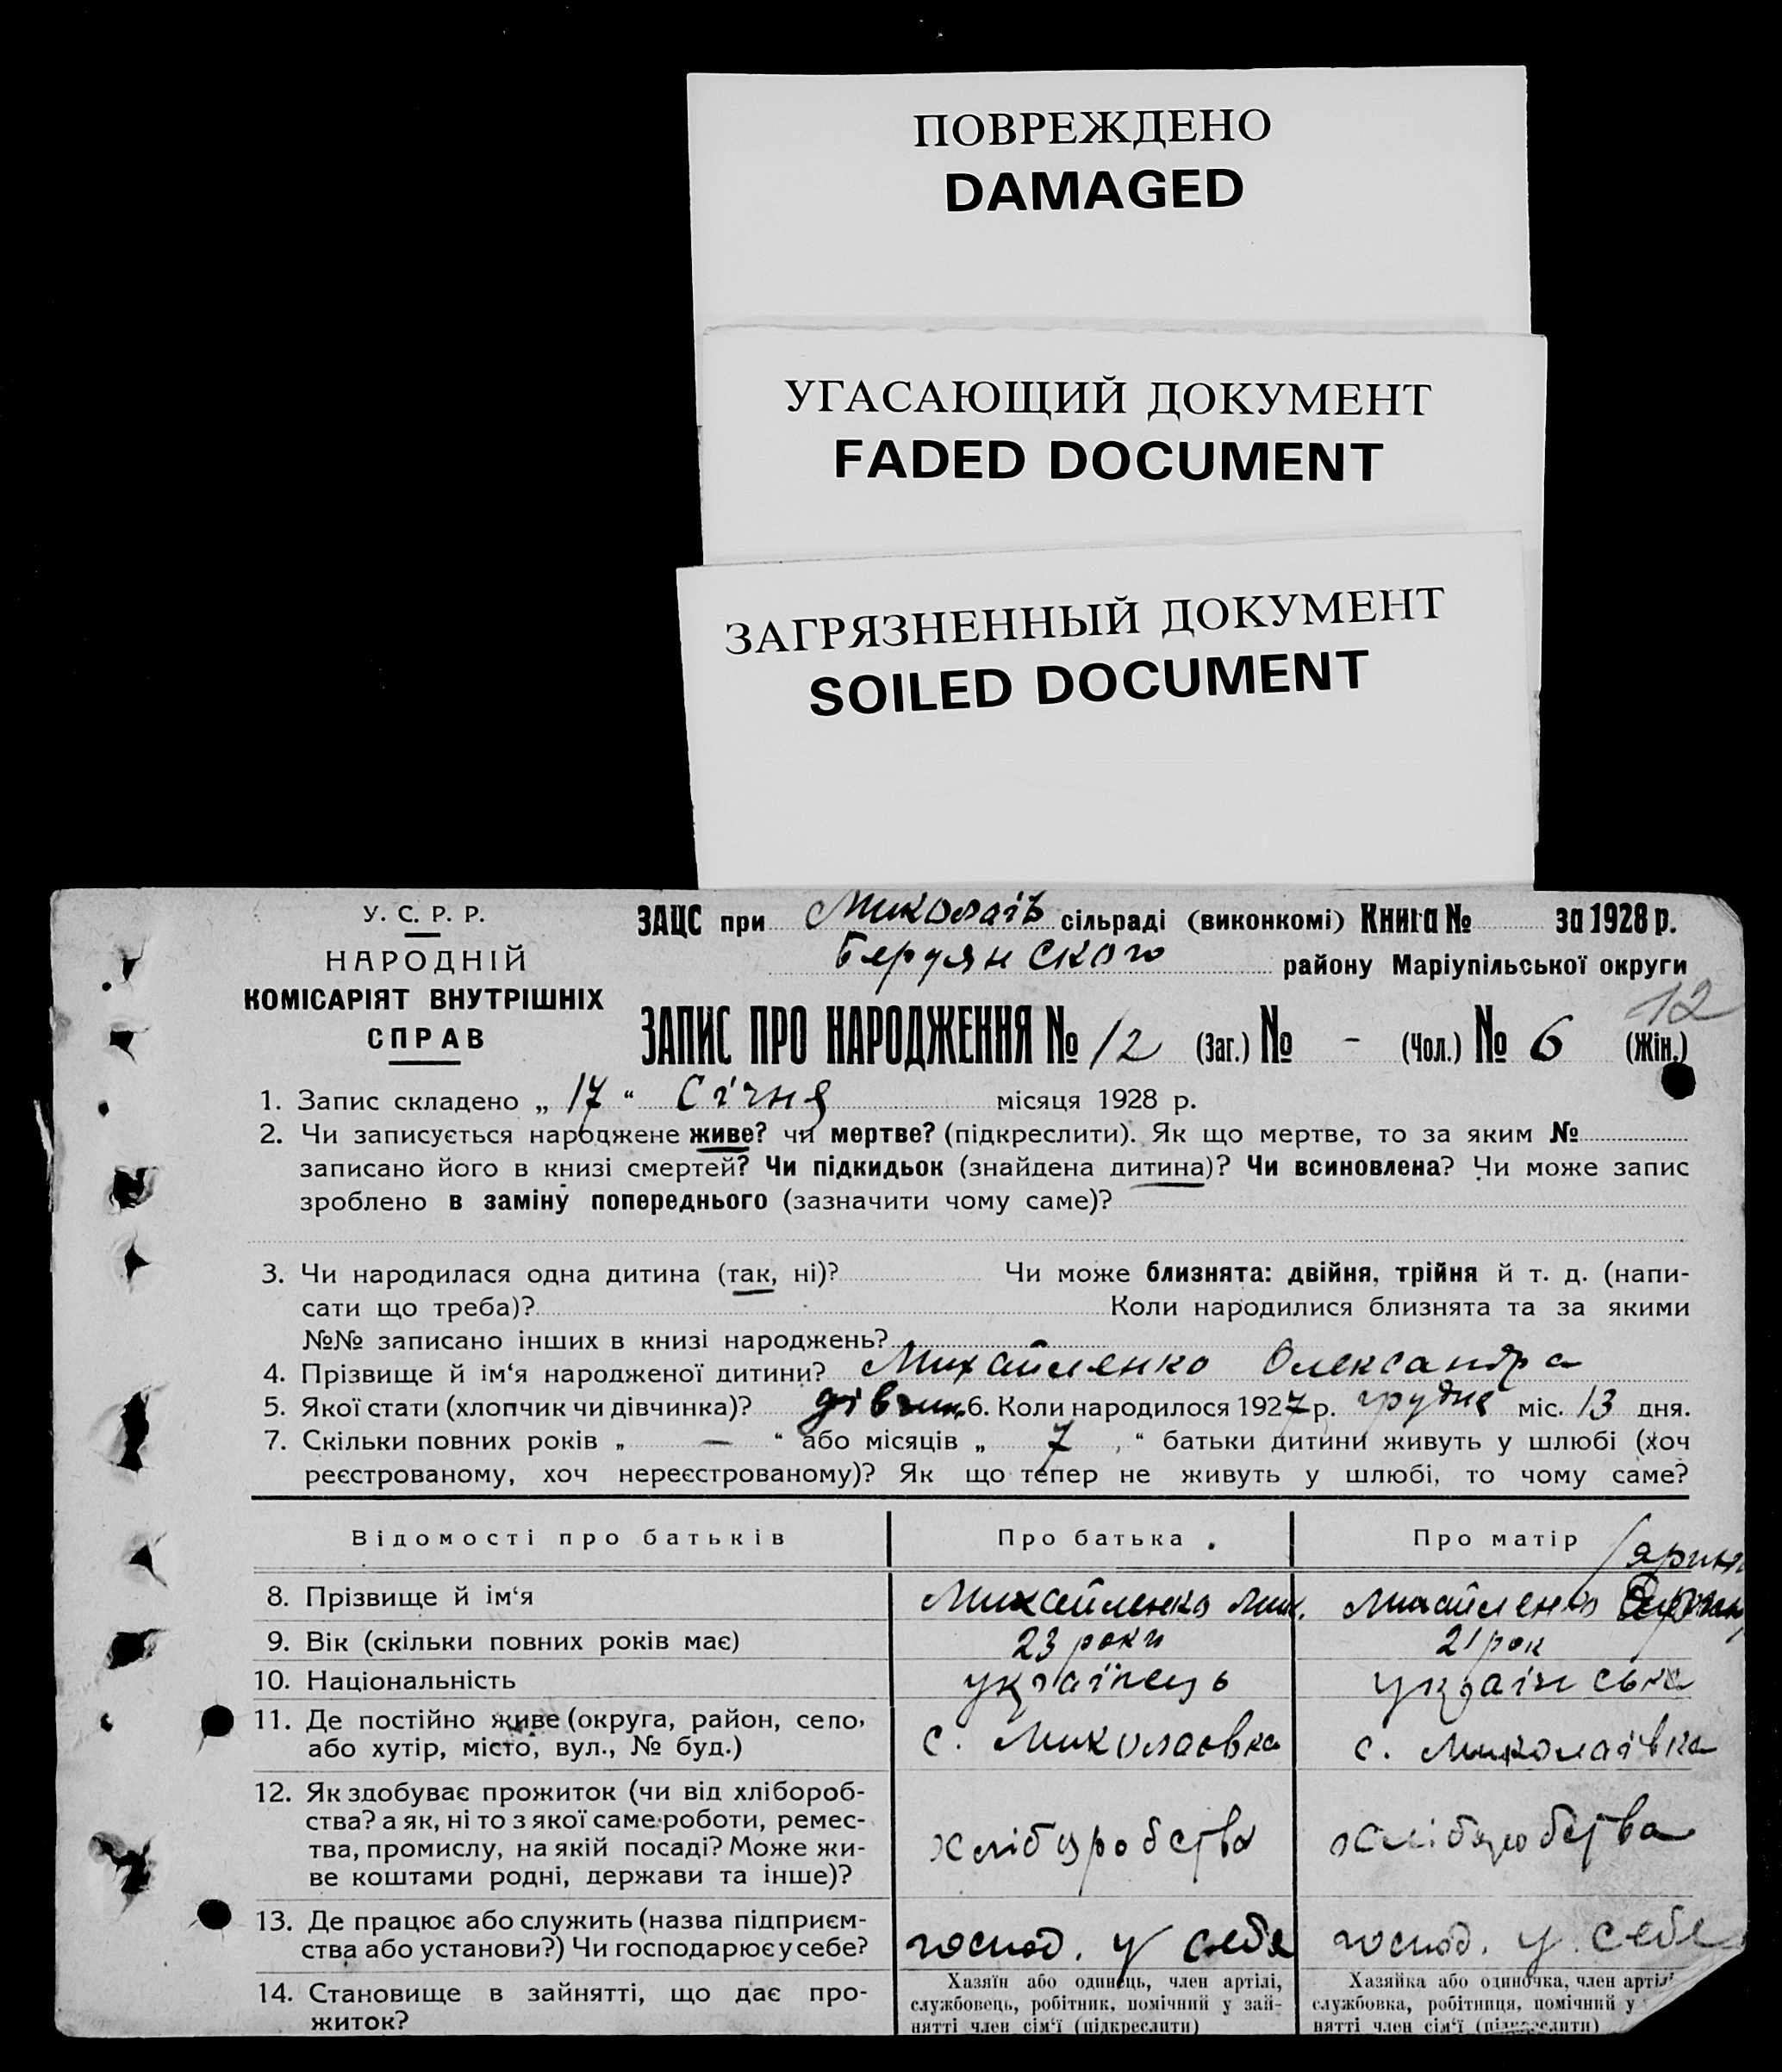 ПОВРЕЖДЕНО
DAMAGED
УГАСАЮЩИЙ ДОКУМЕНТ
FADED DOCUMENT
ЗАГРЯЗНЕННЫЙ ДОКУМЕНТ
SOILED DOCUMENT
У. С. Р. Р.
НАРОДНІЙ
КОМІСАРІЯТ ВНУТРІШНІХ
СПРАВ
ЗАЦС при Миколаїв сільраді (виконкомі) Книга № за 1928 р.
Бердянского району Маріупільської округи
12
ЗАПИС ПРО НАРОДЖЕННЯ № 12 (Заг.) № - (Чол.) № 6 (Жін.)
1. Запис складено „ 17 “ Січня місяця 1928 р.
2. Чи записується народжене живе? чи мертве? (підкреслити). Як що мертве, то за яким №
записано його в книзі смертей? Чи підкидьок (знайдена дитина)? Чи всиновлена? Чи може запис
зроблено в заміну попереднього (зазначити чому саме)?
3. Чи народилася одна дитина (так, ні)? Чи може близнята: двійня, трійня й т. д. (напи-
сати що треба)? Коли народилися близнята та за якими
№№ записано інших в книзі народжень?
4. Прізвище й ім‘я народженої дитини? Михайленко Олександра
5. Якої стати (хлопчик чи дівчинка)? дівчин. 6. Коли народилося 1927 р. грудня міс. 13 дня.
7. Скільки повних років „ — “ або місяців „ 7 “ батьки дитини живуть у шлюбі (хоч
реєстрованому, хоч нереєстрованому)? Як що тепер не живуть у шлюбі, то чому саме?
Відомості про батьків Про батька Про матір
8. Прізвище й ім‘я Михайленко Мих. Михайленко
9. Вік (скільки повних років має) 23 роки 21 рок
10. Національність українець українська
11. Де постійно живе (округа, район, село,
або хутір, місто, вул., № буд.) с. Миколаовка с. Миколаівка
12. Як здобуває прожиток (чи від хлібороб-
ства? а як, ні то з якої саме роботи, ремес-
тва, промислу, на якій посаді? Може жи-
ве коштами родні, держави та інше)? хлібуробства хлібуробства
13. Де працює або служить (назва підприєм-
ства або установи?) Чи господарює у себе? господ. у себе господ. у себе
14. Становище в зайнятті, що дає про-
житок?
Хазяїн або одинець, член артілі,
службовець, робітник, помічний у зай-
нятті член сім‘ї (підкреслити)
Хазяйка або одиночка, член артіл
службовка, робітниця, помічний у
нятті член сім‘ї (підкреслити)